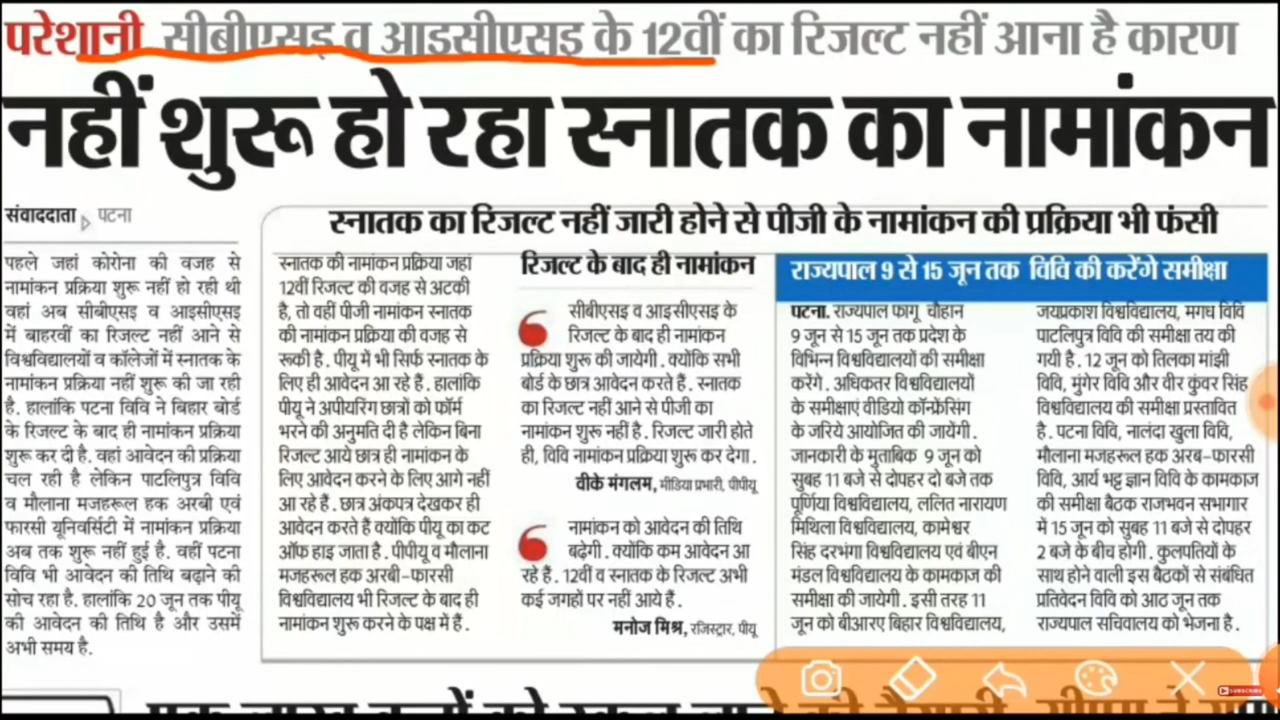 परेशानी सीबीएसइ व आइसीएसइ के 12वीं का रिजल्ट नहीं आना है कारण
नहीं शुरू हो रहा स्नातक का नामांकन
संवाददाता ▷ पटना
पहले जहां कोरोना की वजह से
नामांकन प्रक्रिया शुरू नहीं हो रही थी
वहां अब सीबीएसइ व आइसीएसइ
में बाहरवीं का रिजल्ट नहीं आने से
विश्वविद्यालयों व कॉलेजों में स्नातक के
नामांकन प्रक्रिया नहीं शुरू की जा रही
है. हालांकि पटना विवि ने बिहार बोर्ड
के रिजल्ट के बाद ही नामांकन प्रक्रिया
शुरू कर दी है. वहां आवेदन की प्रक्रिया
चल रही है लेकिन पाटलिपुत्र विवि
व मौलाना मजहरूल हक अरबी एवं
फारसी यूनिवर्सिटी में नामांकन प्रक्रिया
अब तक शुरू नहीं हुई है. वहीं पटना
विवि भी आवेदन की तिथि बढ़ाने की
सोच रहा है. हालांकि 20 जून तक पीयू
की आवेदन की तिथि है और उसमें
अभी समय है.
स्नातक का रिजल्ट नहीं जारी होने से पीजी के नामांकन की प्रक्रिया भी फंसी
स्नातक की नामांकन प्रक्रिया जहां
12वीं रिजल्ट की वजह से अटकी
है, तो वहीं पीजी नामांकन स्नातक
की नामांकन प्रक्रिया की वजह से
रूकी है. पीयू में भी सिर्फ स्नातक के
लिए ही आवेदन आ रहे हैं. हालांकि
पीयू ने अपीयरिंग छात्रों को फॉर्म
भरने की अनुमति दी है लेकिन बिना
रिजल्ट आये छात्र ही नामांकन के
लिए आवेदन करने के लिए आगे नहीं
आ रहे हैं. छात्र अंकपत्र देखकर ही
आवेदन करते हैं क्योंकि पीयू का कट
ऑफ हाइ जाता है. पीपीयू व मौलाना
मजहरूल हक अरबी-फारसी
विश्वविद्यालय भी रिजल्ट के बाद ही
नामांकन शुरू करने के पक्ष में हैं.
रिजल्ट के बाद ही नामांकन
सीबीएसइ व आइसीएसइ के
रिजल्ट के बाद ही नामांकन
प्रक्रिया शुरू की जायेगी. क्योंकि सभी
बोर्ड के छात्र आवेदन करते हैं. स्नातक
का रिजल्ट नहीं आने से पीजी का
नामांकन शुरू नहीं है. रिजल्ट जारी होते
ही, विवि नामांकन प्रक्रिया शुरू कर देगा.
वीके मंगलम, मीडिया प्रभारी, पीपीयू
नामांकन को आवेदन की तिथि
बढ़ेगी. क्योंकि कम आवेदन आ
रहे हैं. 12वीं व स्नातक के रिजल्ट अभी
कई जगहों पर नहीं आये हैं.
मनोज मिश्र, रजिस्ट्रार, पीयू
राज्यपाल 9 से 15 जून तक विवि की करेंगे समीक्षा
पटना. राज्यपाल फागू चौहान
9 जून से 15 जून तक प्रदेश के
विभिन्न विश्वविद्यालयों की समीक्षा
करेंगे. अधिकतर विश्वविद्यालयों
के समीक्षाएं वीडियो कॉन्फ्रेंसिंग
के जरिये आयोजित की जायेंगी.
जानकारी के मुताबिक 9 जून को
सुबह 11 बजे से दोपहर दो बजे तक
पूर्णिया विश्वविद्यालय, ललित नारायण
मिथिला विश्वविद्यालय, कामेश्वर
सिंह दरभंगा विश्वविद्यालय एवं बीएन
मंडल विश्वविद्यालय के कामकाज की
समीक्षा की जायेगी. इसी तरह 11
जून को बीआरए बिहार विश्वविद्यालय,
जयप्रकाश विश्वविद्यालय, मगध विवि
पाटलिपुत्र विवि की समीक्षा तय की
गयी है. 12 जून को तिलका मांझी
विवि, मुंगेर विवि और वीर कुंवर सिंह
विश्वविद्यालय की समीक्षा प्रस्तावित
है. पटना विवि, नालंदा खुला विवि,
मौलाना मजहरूल हक अरब-फारसी
विवि, आर्य भट्ट ज्ञान विवि के कामकाज
की समीक्षा बैठक राजभवन सभागार
में 15 जून को सुबह 11 बजे से दोपहर
2 बजे के बीच होगी. कुलपतियों के
साथ होने वाली इस बैठकों से संबंधित
प्रतिवेदन विवि को आठ जून तक
राज्यपाल सचिवालय को भेजना है.
SUBSCRIBE